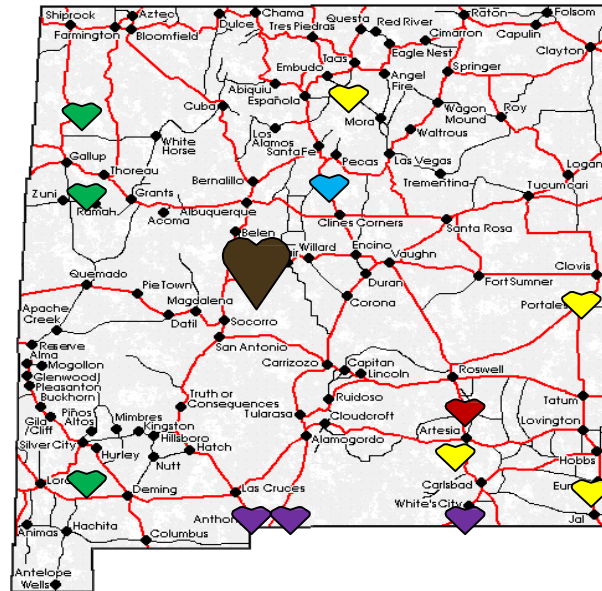 Shiprock
Aztec
Farmington
Bloomfield
Dulce
Chama
Tres Piedras
Questa
Red River
Raton
Folsom
Cimarron
Capulin
Eagle Nest
Clayton
Taos
Embudo
Angel
Fire
Springer
Abiquiu
Española
Cuba
Wagon
Mound
Roy
Mora
White
Horse
Los
Alamos
Watrous
Santa Fe
Pecas
Las Vegas
Gallup
Thoreau
Bernalillo
Trementina
Logan
Tucumcari
Zuni
Ramah
Grants
Acoma
Albuquerque
Clines Corners
Santa Rosa
Belen
Willard
Encino
Vaughn
Clovis
Quemado
Duran
Fort Sumner
Pie Town
Magdalena
Corona
Portales
Apache
Creek
Datil
Socorro
San Antonio
Reserve
Alma
Mogollon
Glenwood
Pleasanton
Buckhorn
Carrizozo
Capitan
Lincoln
Roswell
Truth or
Consequences
Ruidoso
Tatum
Gila
/Cliff
Piños
Altos
Mimbres
Kingston
Tularasa
Cloudcroft
Artesia
Lovington
Silver City
Hillsboro
Hatch
Alamogordo
Hurley
Nutt
Hobbs
Carlsbad
Lor
Deming
Las Cruces
Eun
White's City
Anthon
Jal
Animas
Hachita
Columbus
Antelope
Wells